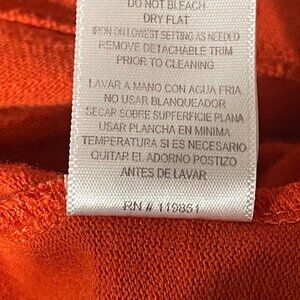 DO NOT BLEACH
DRY FLAT
IRON ON LOWEST SETTING AS NEEDED
REMOVE DETACHABLE TRIM
PRIOR TO CLEANING
LAVAR A MANO CON AGUA FRIA
NO USAR BLANQUEADOR
SECAR SOBRE SUPFERFICIE PLANA
USAR PLANCHA EN MINIMA
TEMPERATURA SI ES NECESARIO
QUITAR EL ADORNO POSTIZO
ANTES DE LAVAR
RN # 119851